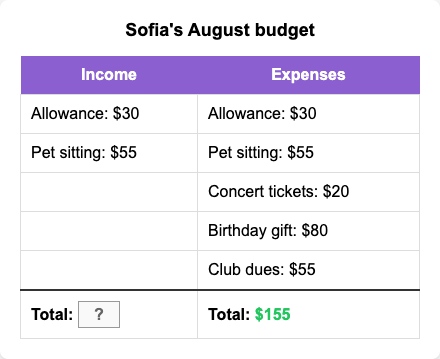 Sofia's August budget
Income Expenses
Allowance: $30 Allowance: $30
Pet sitting: $55 Pet sitting: $55
Concert tickets: $20
Birthday gift: $80
Club dues: $55
Total: ? Total: $155